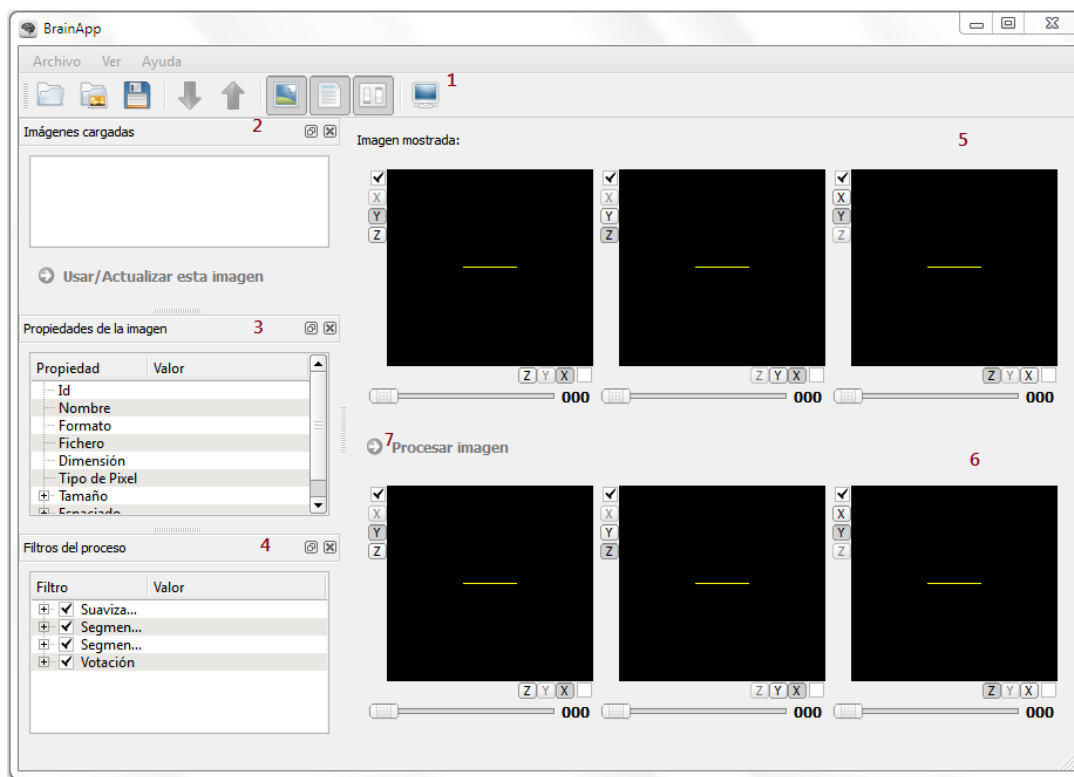 BrainApp
Archivo Ver Ayuda
1
Imágenes cargadas 2
Usar/Actualizar esta imagen
Propiedades de la imagen 3
Propiedad Valor
Id
Nombre
Formato
Fichero
Dimensión
Tipo de Pixel
Tamaño
Espaciado
Filtros del proceso 4
Filtro Valor
Suaviza...
Segmen...
Segmen...
Votación
Imagen mostrada: 5
X X X
Y Y Y
Z Z Z
Z Y X Z Y X Z Y X
000 000 000
7 Procesar imagen 6
X X X
Y Y Y
Z Z Z
Z Y X Z Y X Z Y X
000 000 000